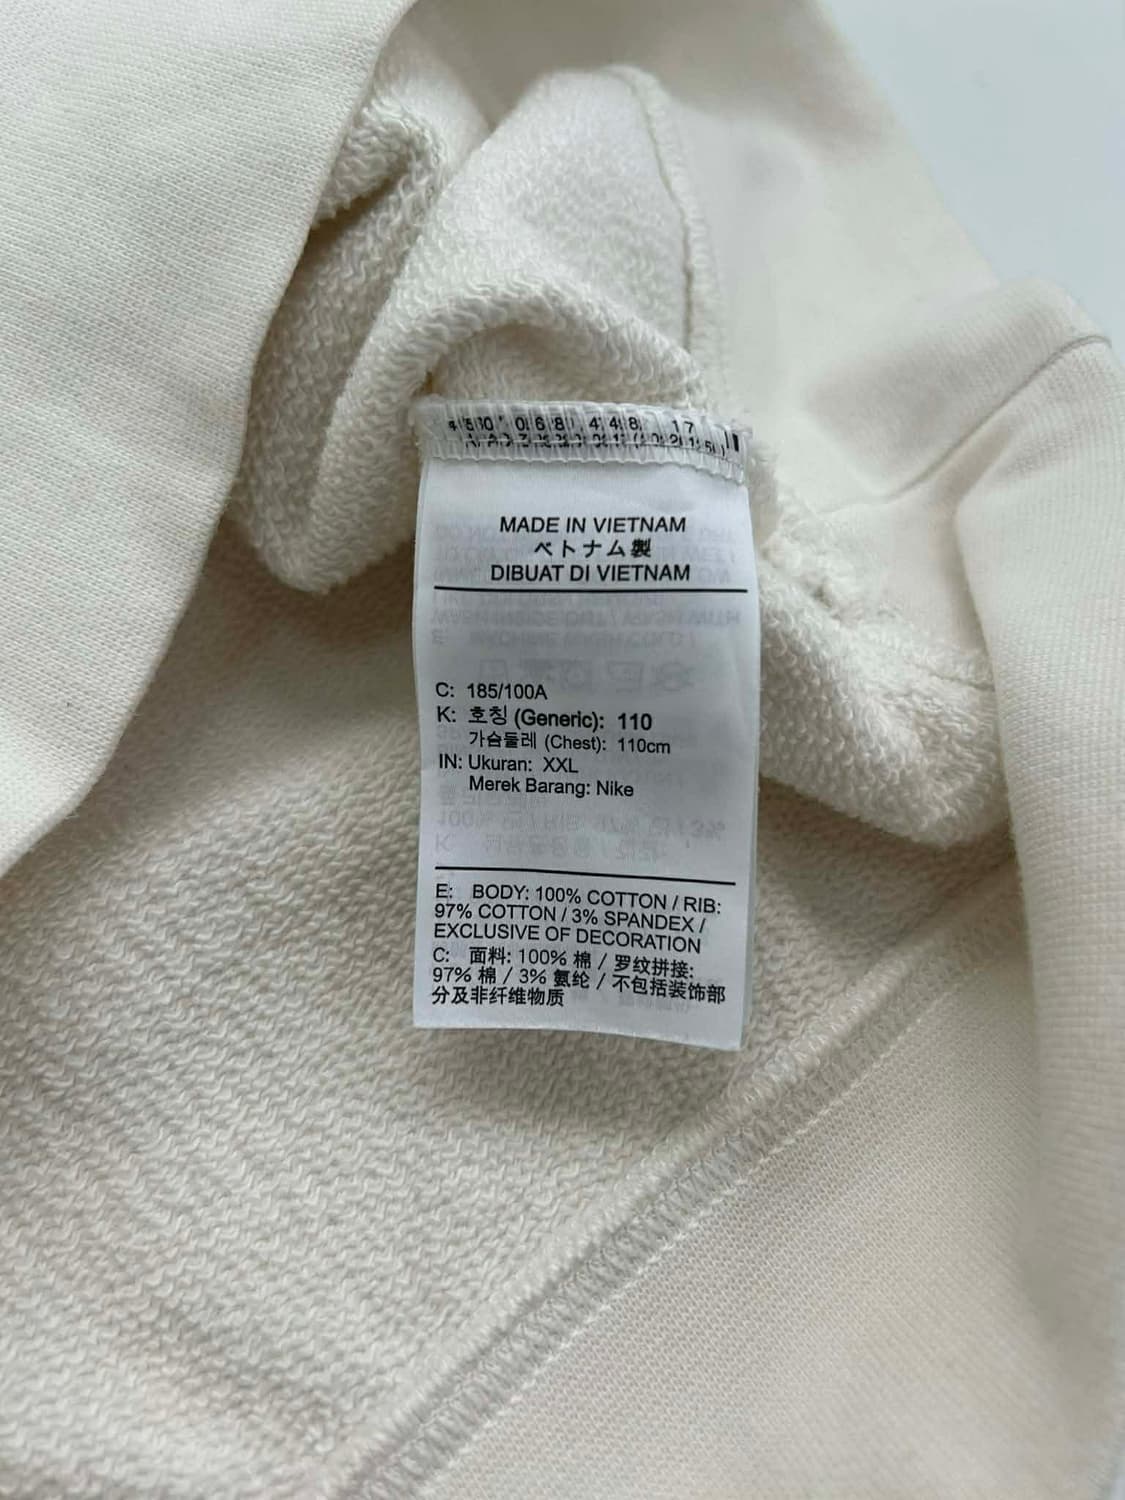 MADE IN VIETNAM
ベトナム製
DIBUAT DI VIETNAM
C: 185/100A
K: 호칭 (Generic): 110
가슴둘레 (Chest): 110cm
IN: Ukuran: XXL
Merek Barang: Nike
E: BODY: 100% COTTON / RIB:
97% COTTON / 3% SPANDEX /
EXCLUSIVE OF DECORATION
C: 面料: 100% 棉 / 罗纹拼接:
97% 棉 / 3% 氨纶 / 不包括装饰部
分及非纤维物质